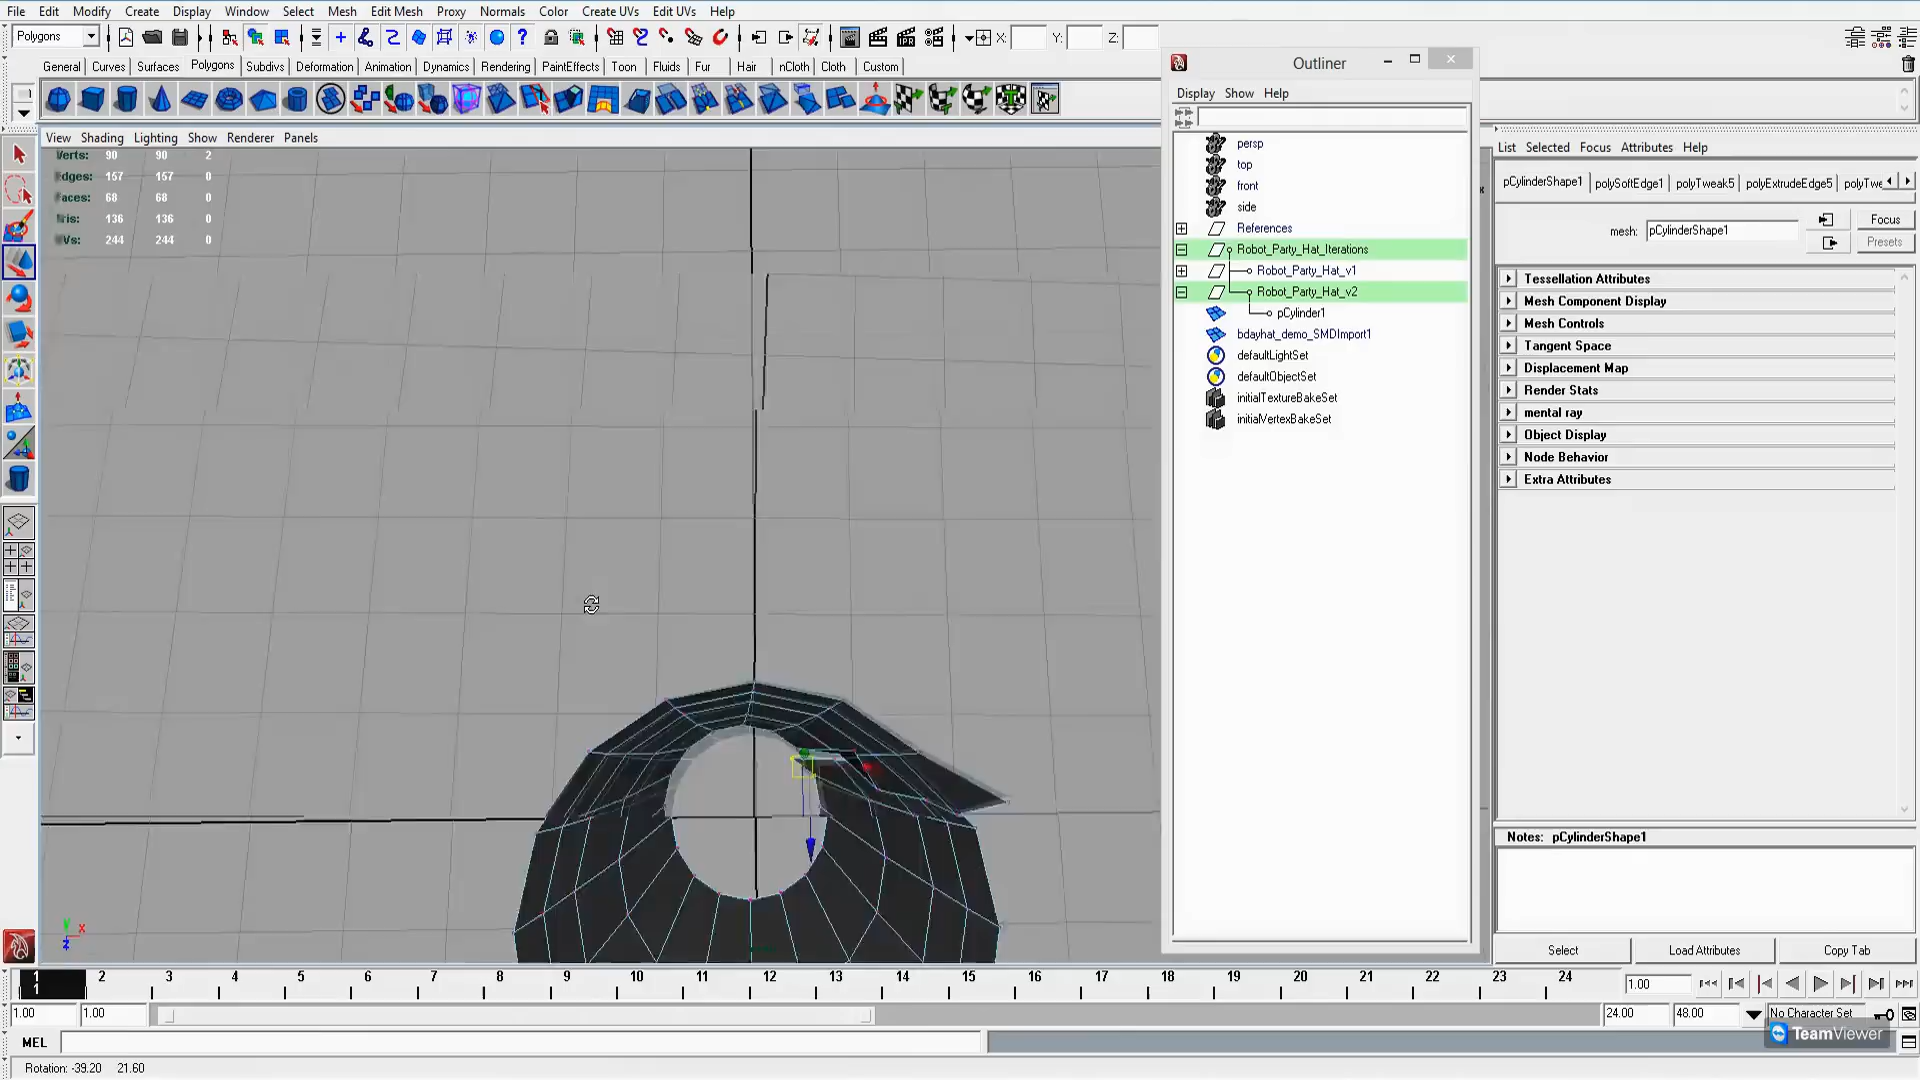 File Edit Modify Create Display Window Select Mesh Edit Mesh Proxy Normals Color Create UVs Edit UVs Help
Polygons X: Y: Z:
General Curves Surfaces Polygons Subdivs Deformation Animation Dynamics Rendering PaintEffects Toon Fluids Fur Hair nCloth Cloth Custom
View Shading Lighting Show Renderer Panels
Verts: 90 90 2
Edges: 157 157 0
Faces: 68 68 0
Tris: 136 136 0
UVs: 244 244 0
Outliner
Display Show Help
persp
top
front
side
References
Robot_Party_Hat_Iterations
Robot_Party_Hat_v1
Robot_Party_Hat_v2
pCylinder1
bdayhat_demo_SMDImport1
defaultLightSet
defaultObjectSet
initialTextureBakeSet
initialVertexBakeSet
List Selected Focus Attributes Help
pCylinderShape1 polySoftEdge1 polyTweak5 polyExtrudeEdge5 polyTwe
mesh: pCylinderShape1
Focus
Presets
Tessellation Attributes
Mesh Component Display
Mesh Controls
Tangent Space
Displacement Map
Render Stats
mental ray
Object Display
Node Behavior
Extra Attributes
Notes: pCylinderShape1
Select Load Attributes Copy Tab
1 2 3 4 5 6 7 8 9 10 11 12 13 14 15 16 17 18 19 20 21 22 23 24
1 1.00
1.00 1.00 24.00 48.00 No Character Set
MEL
TeamViewer
Rotation: -39.20 21.60